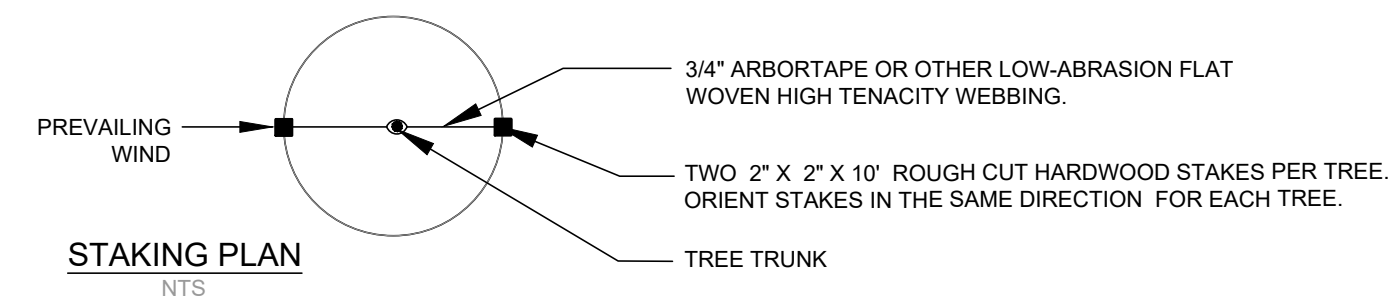 3/4" ARBORTAPE OR OTHER LOW-ABRASION FLAT
WOVEN HIGH TENACITY WEBBING.
PREVAILING
WIND
TWO 2" X 2" X 10' ROUGH CUT HARDWOOD STAKES PER TREE.
ORIENT STAKES IN THE SAME DIRECTION FOR EACH TREE.
TREE TRUNK
STAKING PLAN
NTS